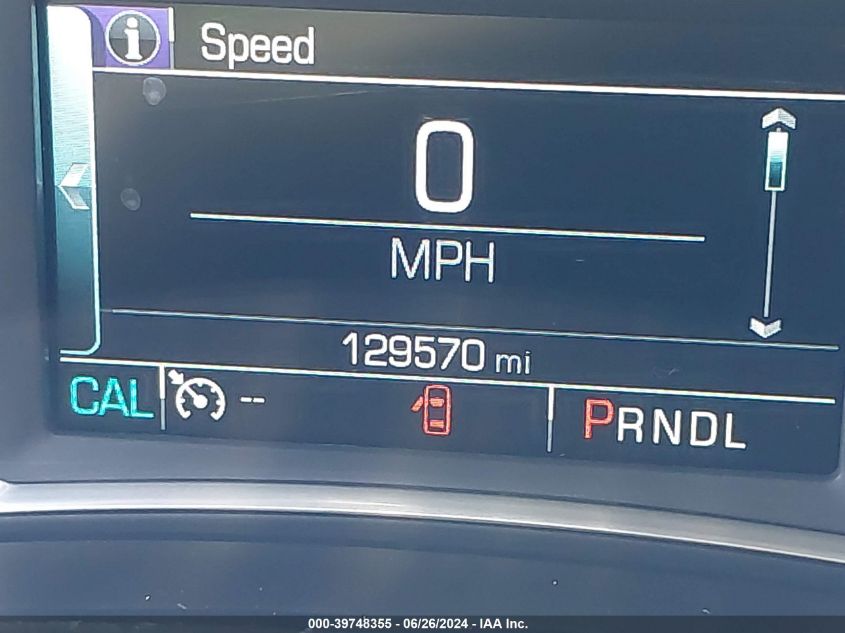 i Speed
0
MPH
129570 mi
CAL -- PRNDL
000-39748355 - 06/26/2024 - IAA Inc.